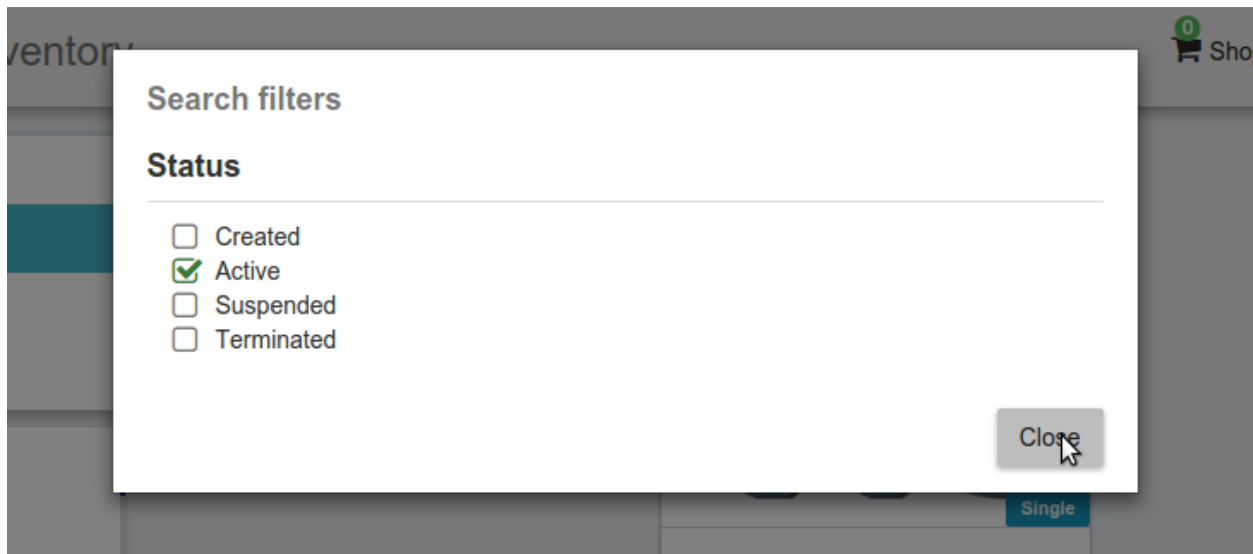 ventory
0
Sho
Search filters
Status
Created
Active
Suspended
Terminated
Close
Single